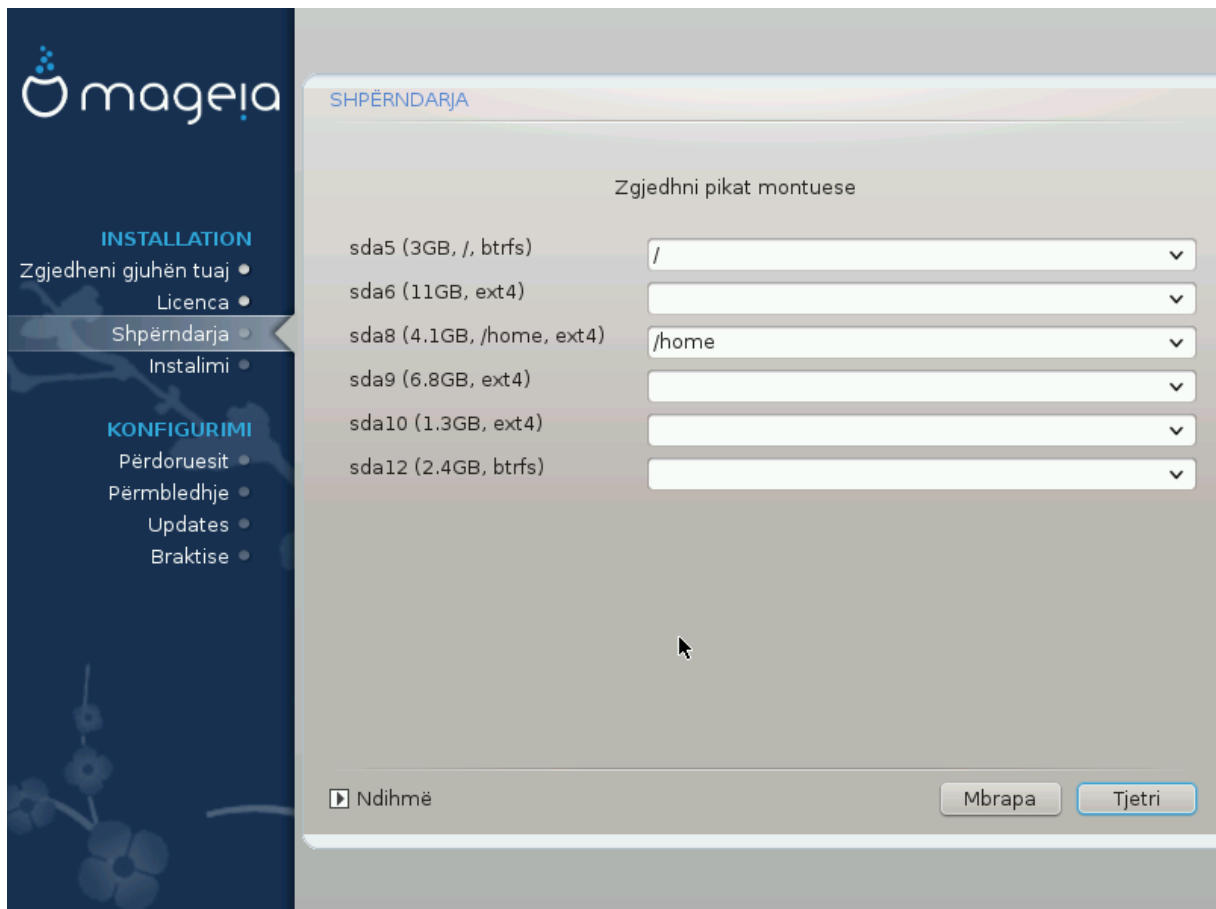 mageia
INSTALLATION
Zgjedheni gjuhën tuaj
Licenca
Shpërndarja
Instalimi
KONFIGURIMI
Përdoruesit
Përmbledhje
Updates
Braktise
SHPËRNDARJA
Zgjedhni pikat montuese
sda5 (3GB, /, btrfs) /
sda6 (11GB, ext4)
sda8 (4.1GB, /home, ext4) /home
sda9 (6.8GB, ext4)
sda10 (1.3GB, ext4)
sda12 (2.4GB, btrfs)
Ndihmë Mbrapa Tjetri